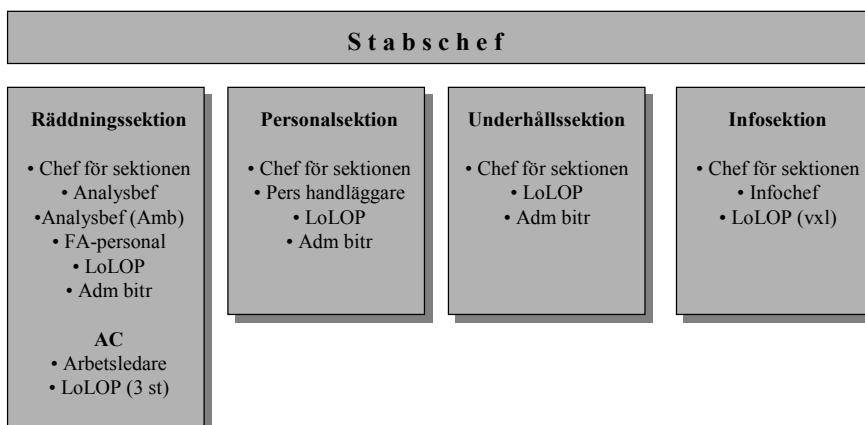 Stabschef
Räddningssektion
• Chef för sektionen
• Analysbef
•Analysbef (Amb)
• FA-personal
• LoLOP
• Adm bitr
AC
• Arbetsledare
• LoLOP (3 st)
Personalsektion
• Chef för sektionen
• Pers handläggare
• LoLOP
• Adm bitr
Underhållssektion
• Chef för sektionen
• LoLOP
• Adm bitr
Infosektion
• Chef för sektionen
• Infochef
• LoLOP (vxl)